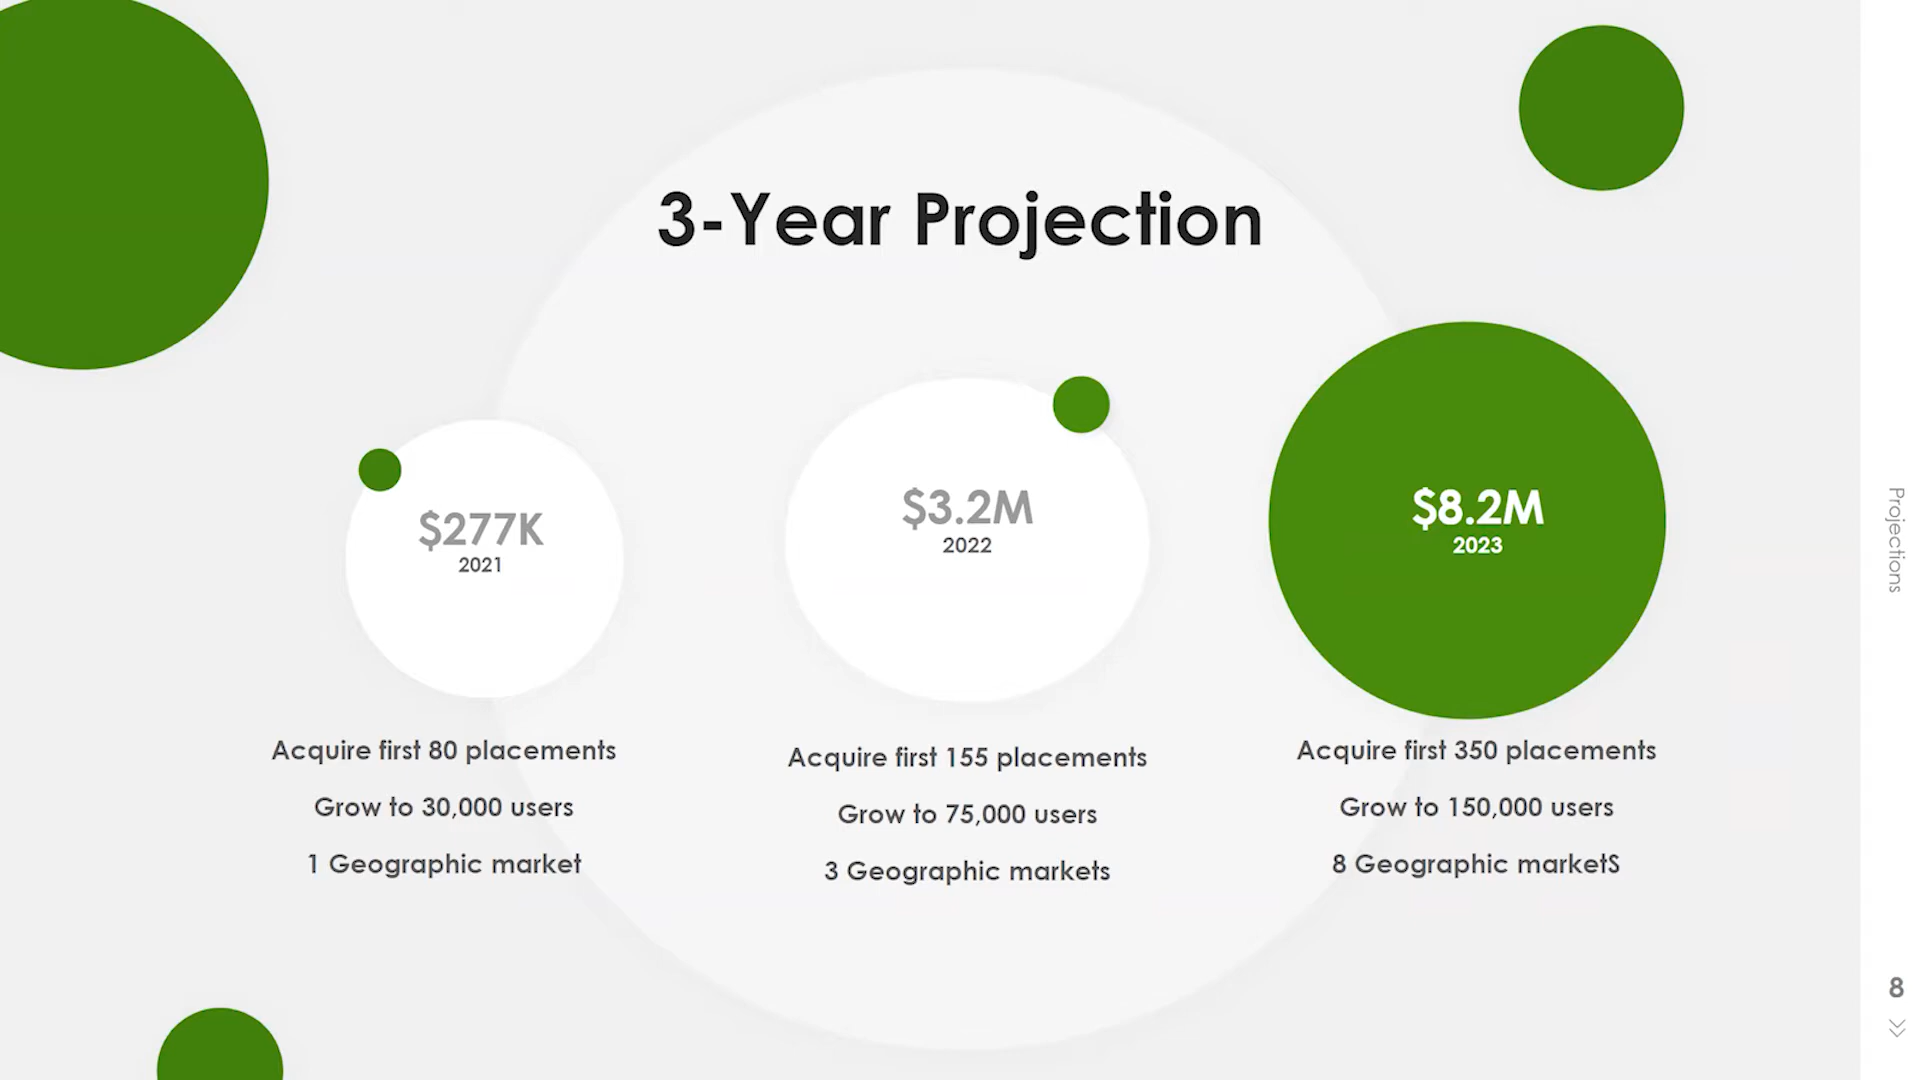 3-Year Projection
$277K
2021
$3.2M
2022
$8.2M
2023
Acquire first 80 placements
Grow to 30,000 users
1 Geographic market
Acquire first 155 placements
Grow to 75,000 users
3 Geographic markets
Acquire first 350 placements
Grow to 150,000 users
8 Geographic marketS
Projections
8